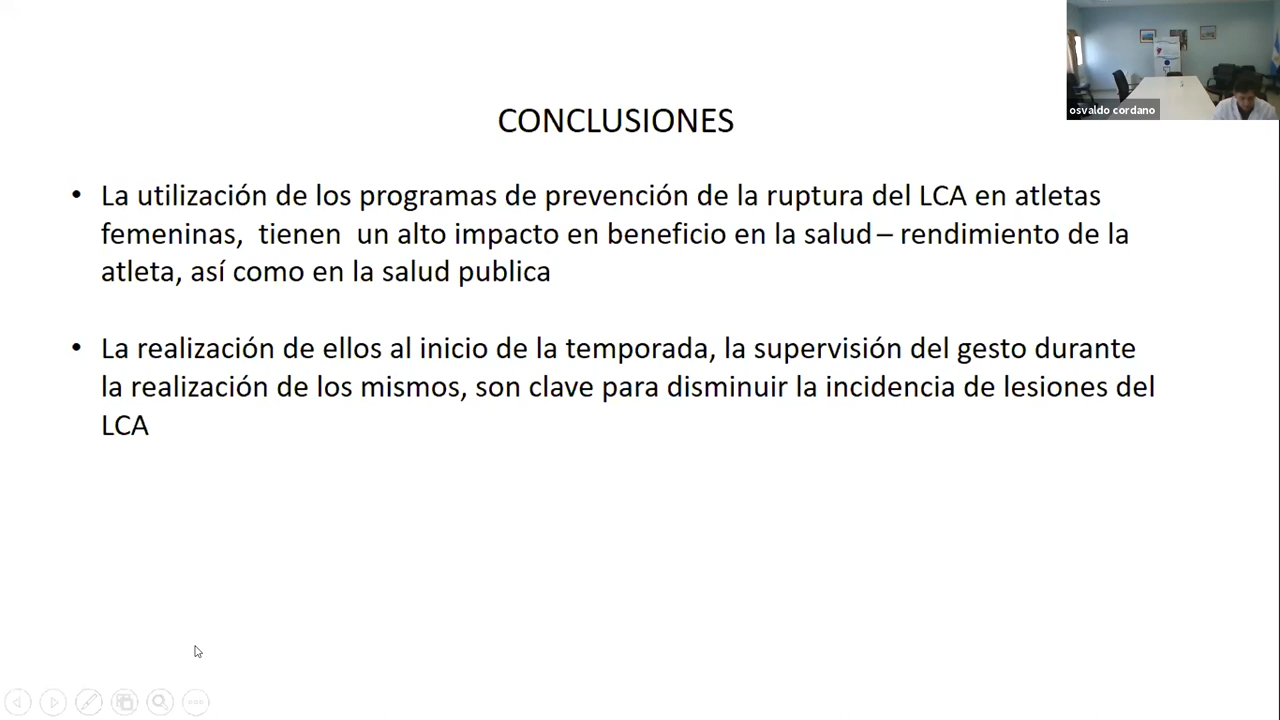 osvaldo cordano
CONCLUSIONES
• La utilización de los programas de prevención de la ruptura del LCA en atletas
femeninas,  tienen  un alto impacto en beneficio en la salud – rendimiento de la
atleta, así como en la salud publica
• La realización de ellos al inicio de la temporada, la supervisión del gesto durante
la realización de los mismos, son clave para disminuir la incidencia de lesiones del
LCA